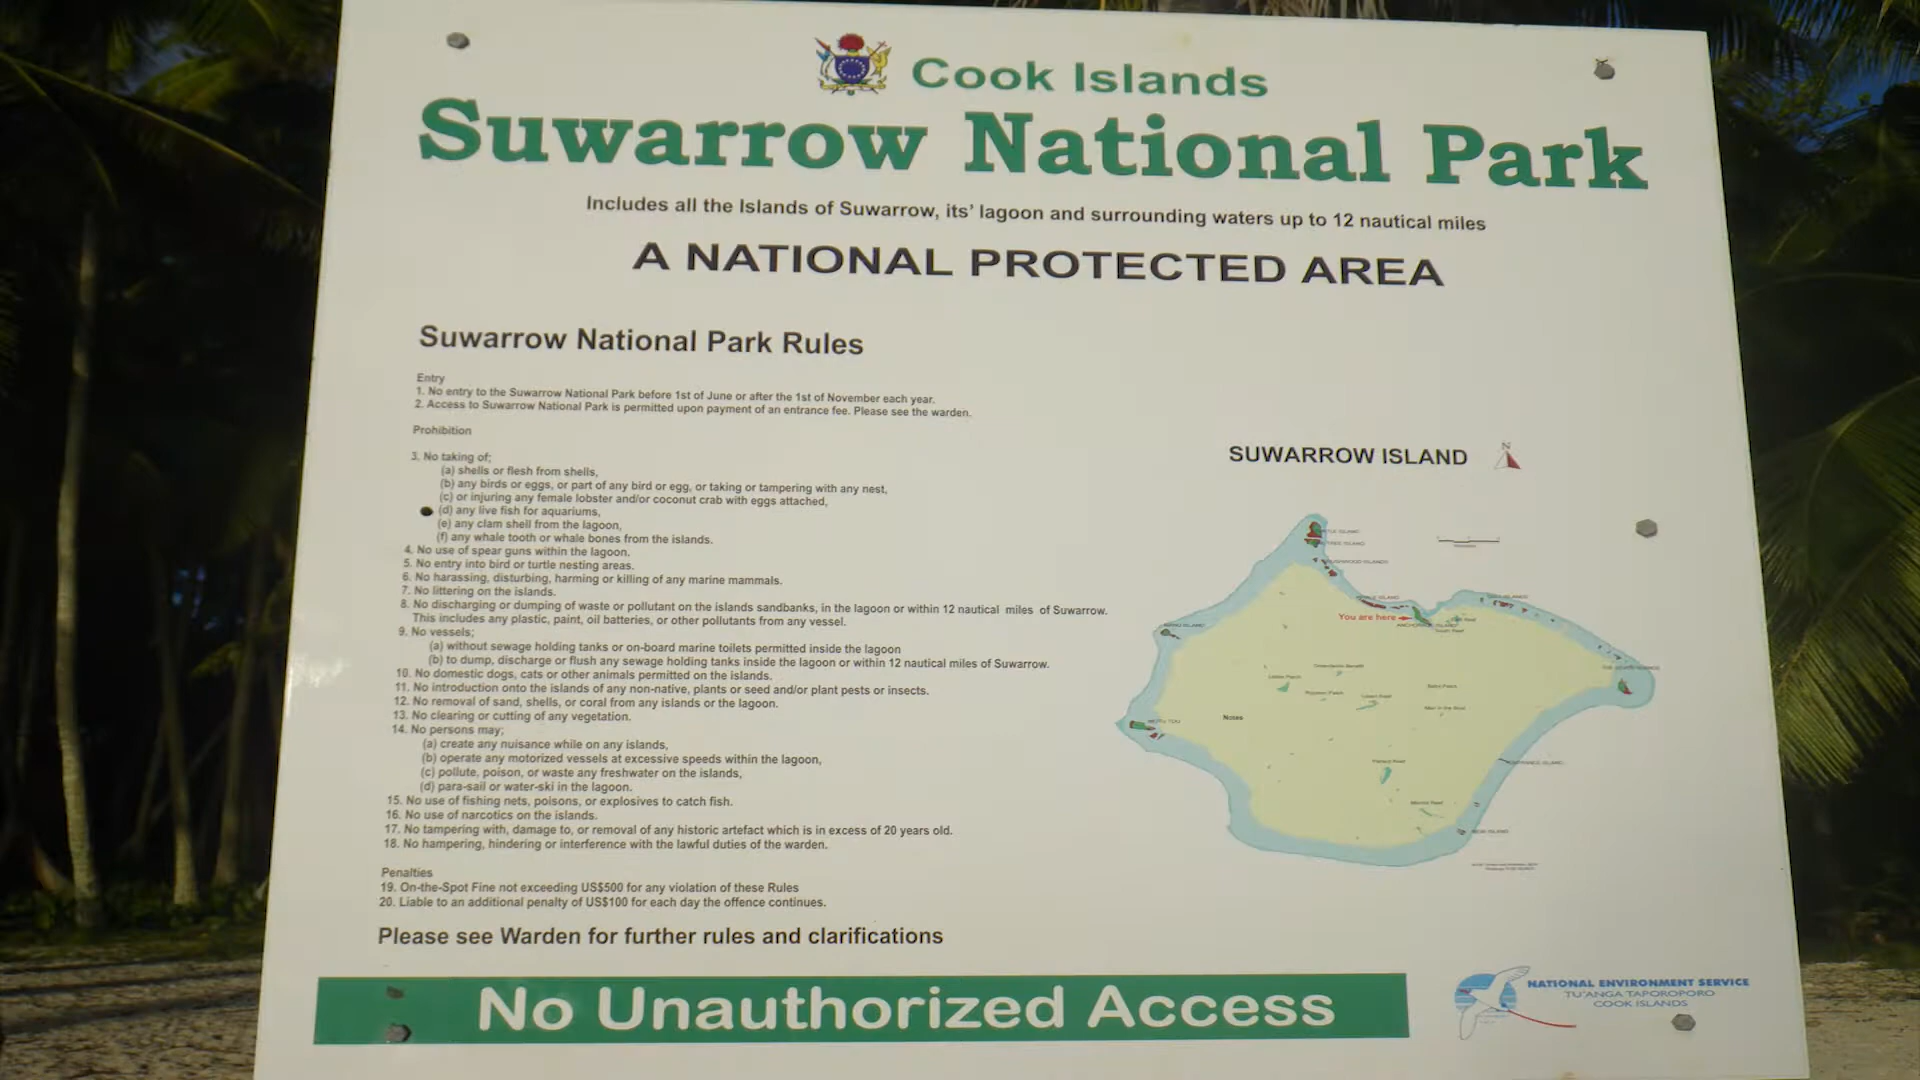 Cook Islands
Suwarrow National Park
Includes all the Islands of Suwarrow, its' lagoon and surrounding waters up to 12 nautical miles
A NATIONAL PROTECTED AREA
Suwarrow National Park Rules
Entry
1. No entry to the Suwarrow National Park before 1st of June or after the 1st of November each year.
2. Access to Suwarrow National Park is permitted upon payment of an entrance fee. Please see the warden.
Prohibition
3. No taking of;
(a) shells or flesh from shells,
(b) any birds or eggs, or part of any bird or egg, or taking or tampering with any nest,
(c) or injuring any female lobster and/or coconut crab with eggs attached,
(d) any live fish for aquariums,
(e) any clam shell from the lagoon,
(f) any whale tooth or whale bones from the islands.
4. No use of spear guns within the lagoon.
5. No entry into bird or turtle nesting areas.
6. No harassing, disturbing, harming or killing of any marine mammals.
7. No littering on the islands.
8. No discharging or dumping of waste or pollutant on the islands sandbanks, in the lagoon or within 12 nautical miles of Suwarrow.
This includes any plastic, paint, oil batteries, or other pollutants from any vessel.
9. No vessels;
(a) without sewage holding tanks or on-board marine toilets permitted inside the lagoon
(b) to dump, discharge or flush any sewage holding tanks inside the lagoon or within 12 nautical miles of Suwarrow.
10. No domestic dogs, cats or other animals permitted on the islands.
11. No introduction onto the islands of any non-native, plants or seed and/or plant pests or insects.
12. No removal of sand, shells, or coral from any islands or the lagoon.
13. No clearing or cutting of any vegetation.
14. No persons may;
(a) create any nuisance while on any islands,
(b) operate any motorized vessels at excessive speeds within the lagoon,
(c) pollute, poison, or waste any freshwater on the islands,
(d) para-sail or water-ski in the lagoon.
15. No use of fishing nets, poisons, or explosives to catch fish.
16. No use of narcotics on the islands.
17. No tampering with, damage to, or removal of any historic artefact which is in excess of 20 years old.
18. No hampering, hindering or interference with the lawful duties of the warden.
Penalties
19. On-the-Spot Fine not exceeding US$500 for any violation of these Rules
20. Liable to an additional penalty of US$100 for each day the offence continues.
Please see Warden for further rules and clarifications
No Unauthorized Access
SUWARROW ISLAND
N
You are here
MOTU TOU
NATIONAL ENVIRONMENT SERVICE
TU'ANGA TAPOROPORO
COOK ISLANDS